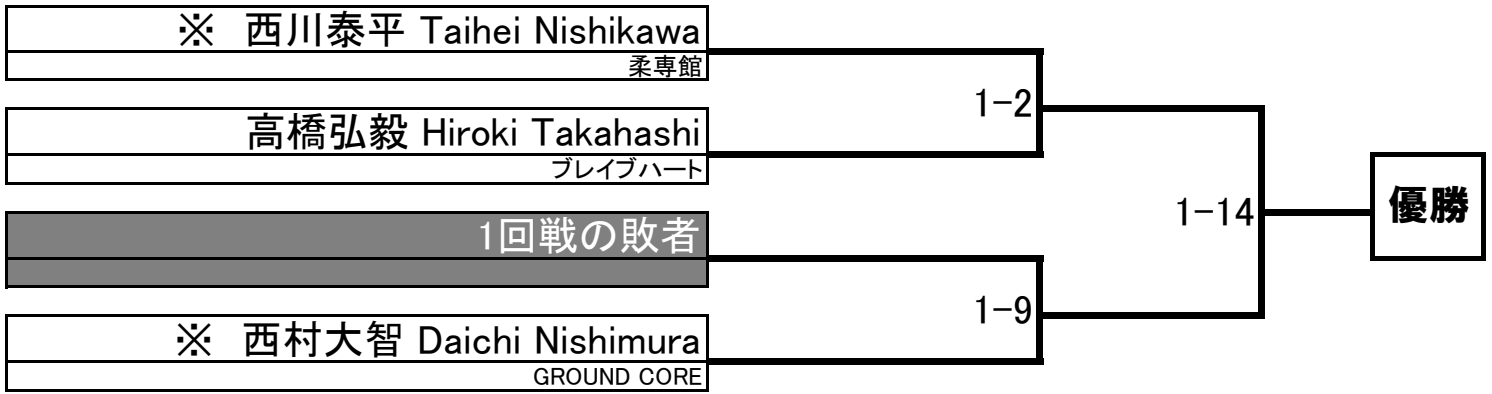 ※ 西川泰平 Taihei Nishikawa
柔専館
1-2
高橋弘毅 Hiroki Takahashi
ブレイブハート
1-14
優勝
1回戦の敗者
1-9
※ 西村大智 Daichi Nishimura
GROUND CORE